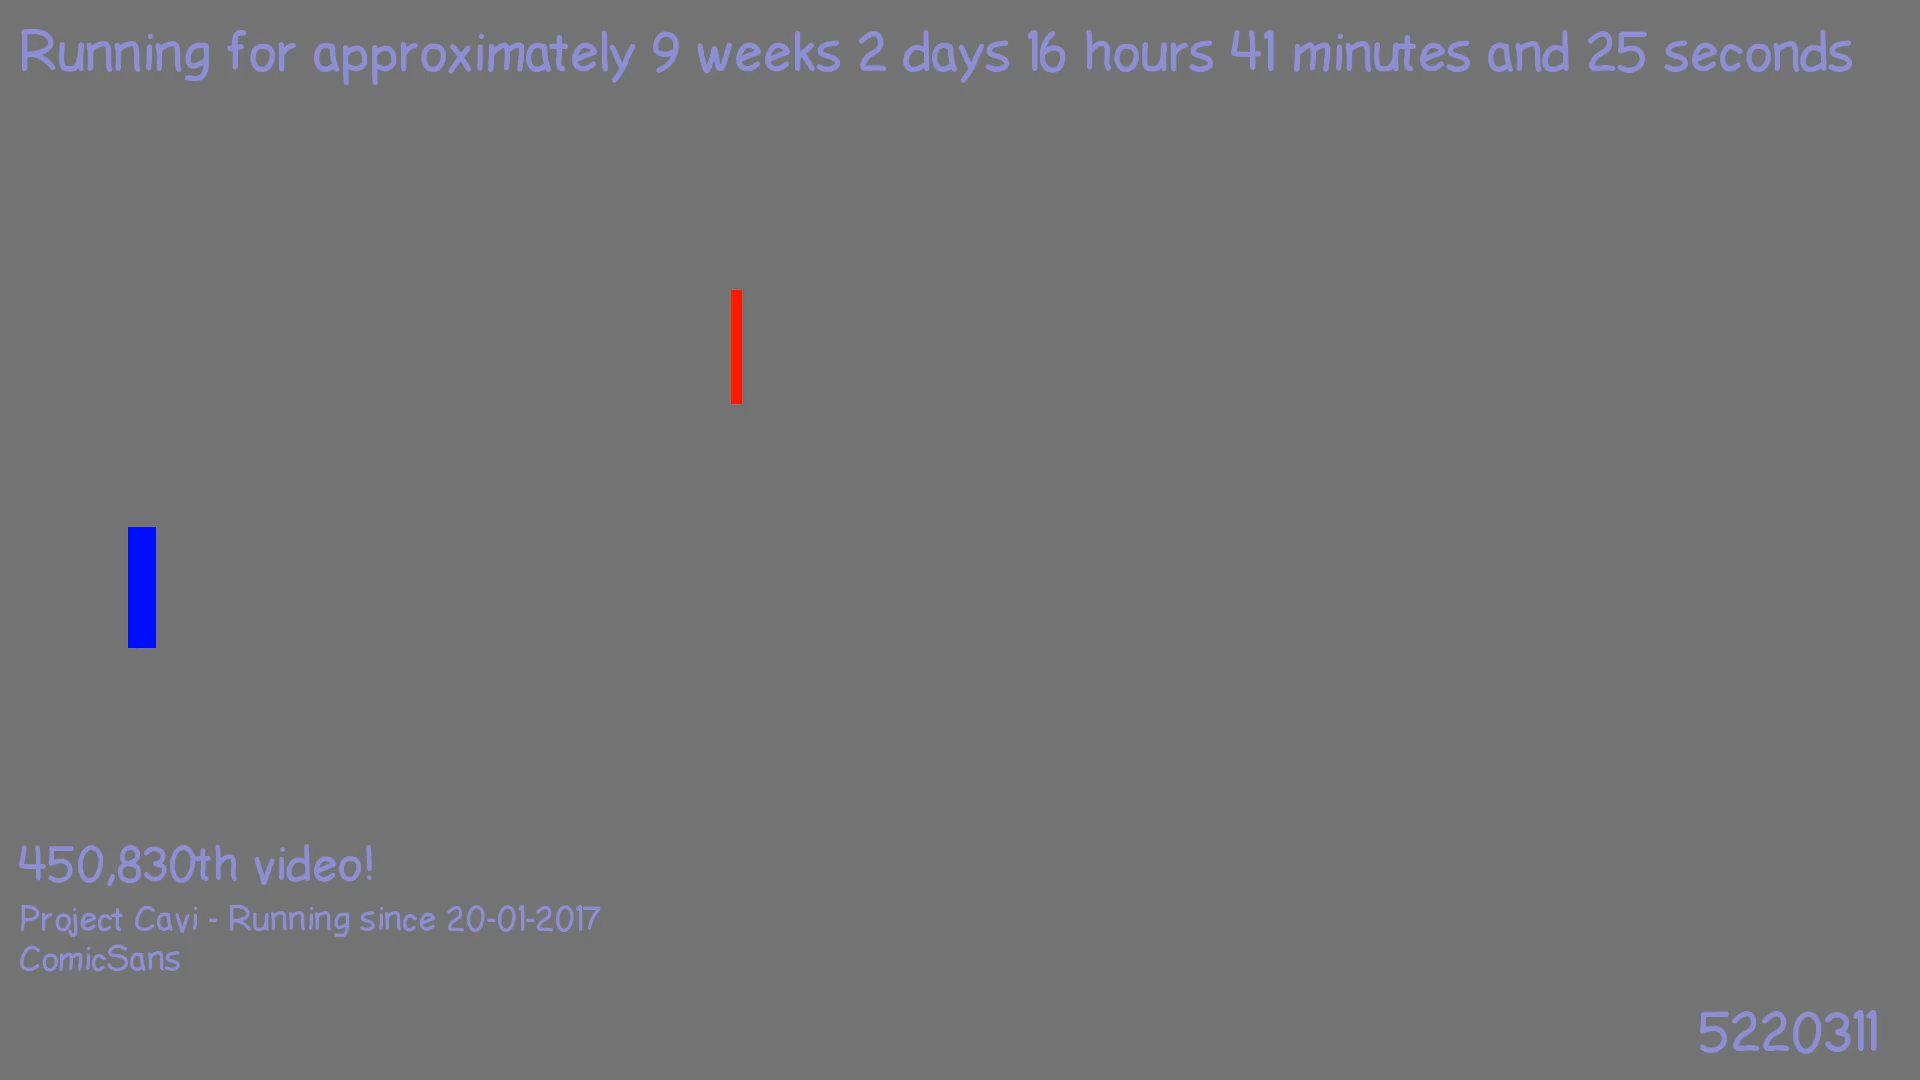 Running for approximately 9 weeks 2 days 16 hours 41 minutes and 25 seconds
450,830th video!
Project Cavi - Running since 20-01-2017
ComicSans
5220311